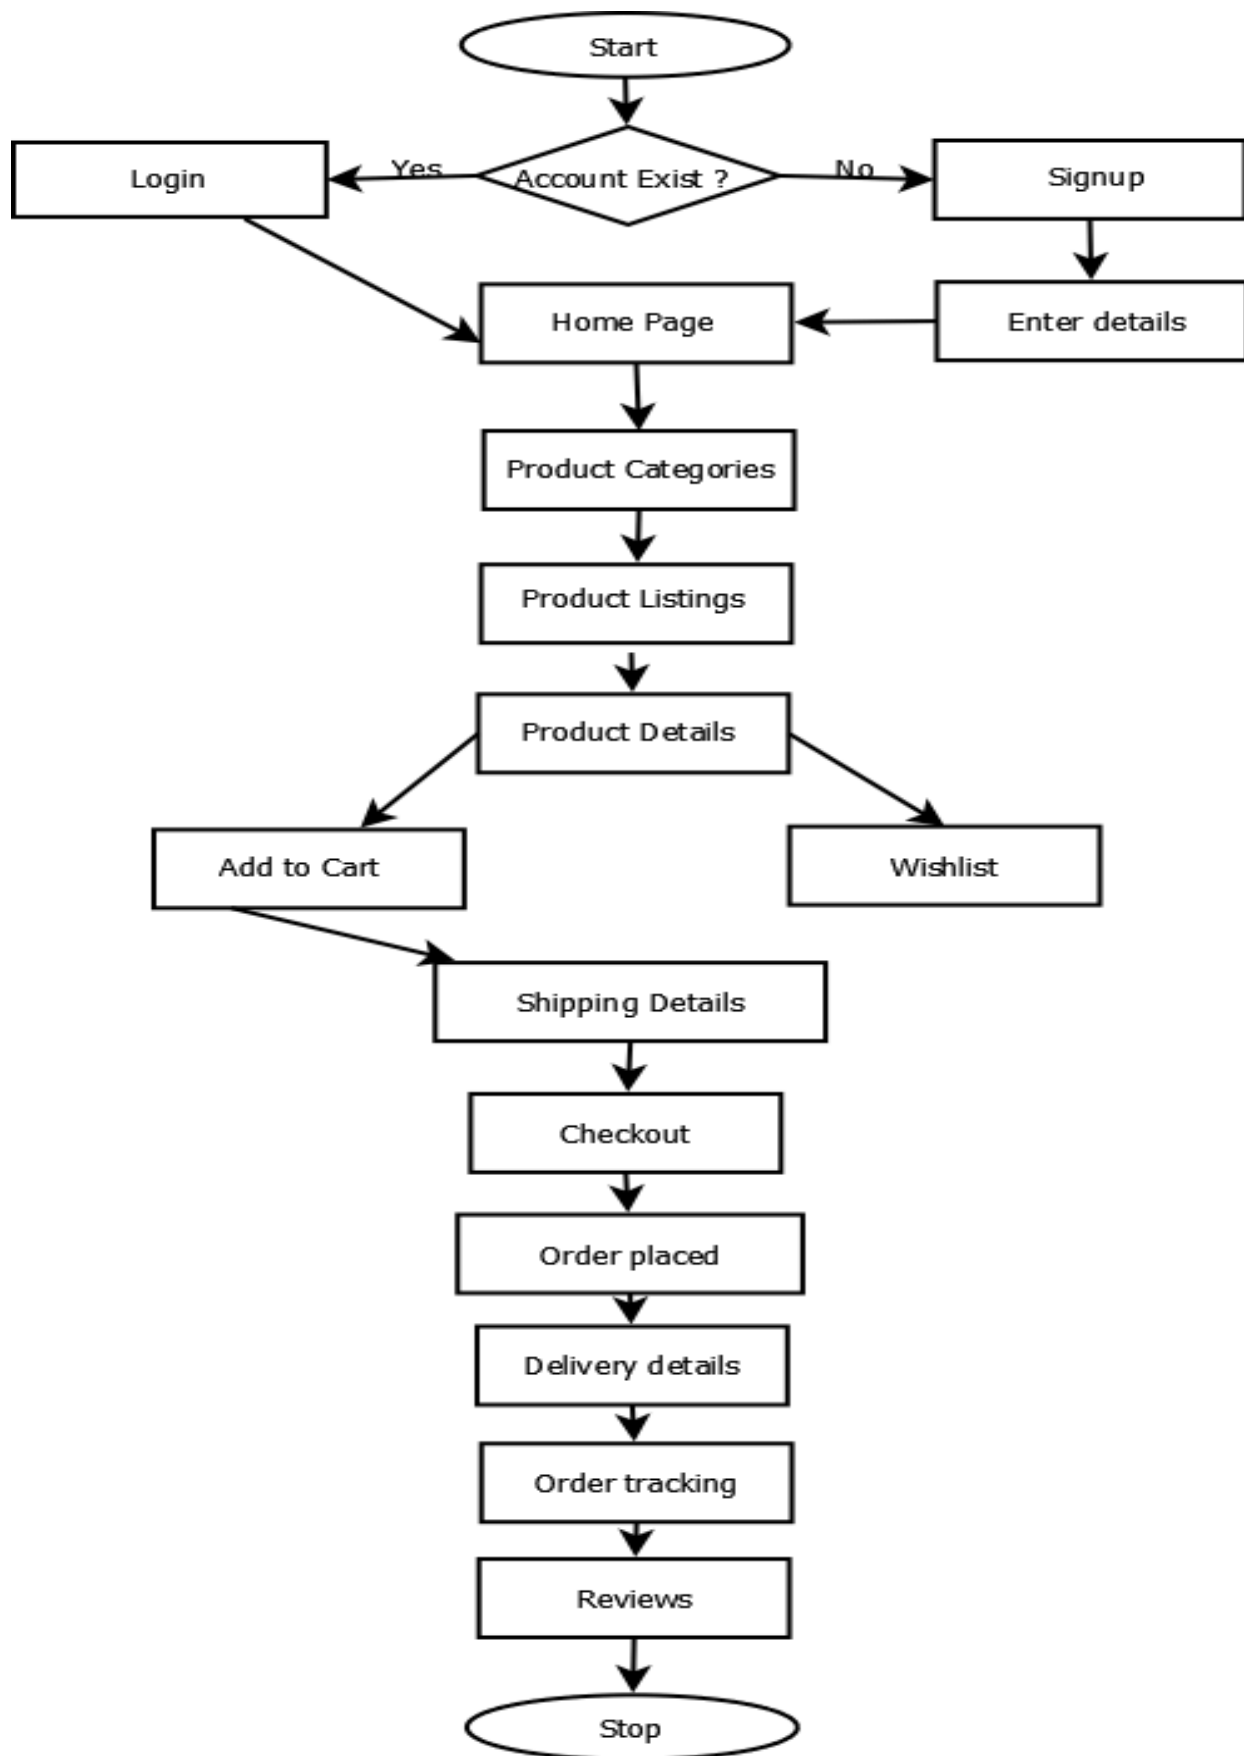 Start
Account Exist ?
Yes
No
Login
Signup
Home Page
Enter details
Product Categories
Product Listings
Product Details
Add to Cart
Wishlist
Shipping Details
Checkout
Order placed
Delivery details
Order tracking
Reviews
Stop